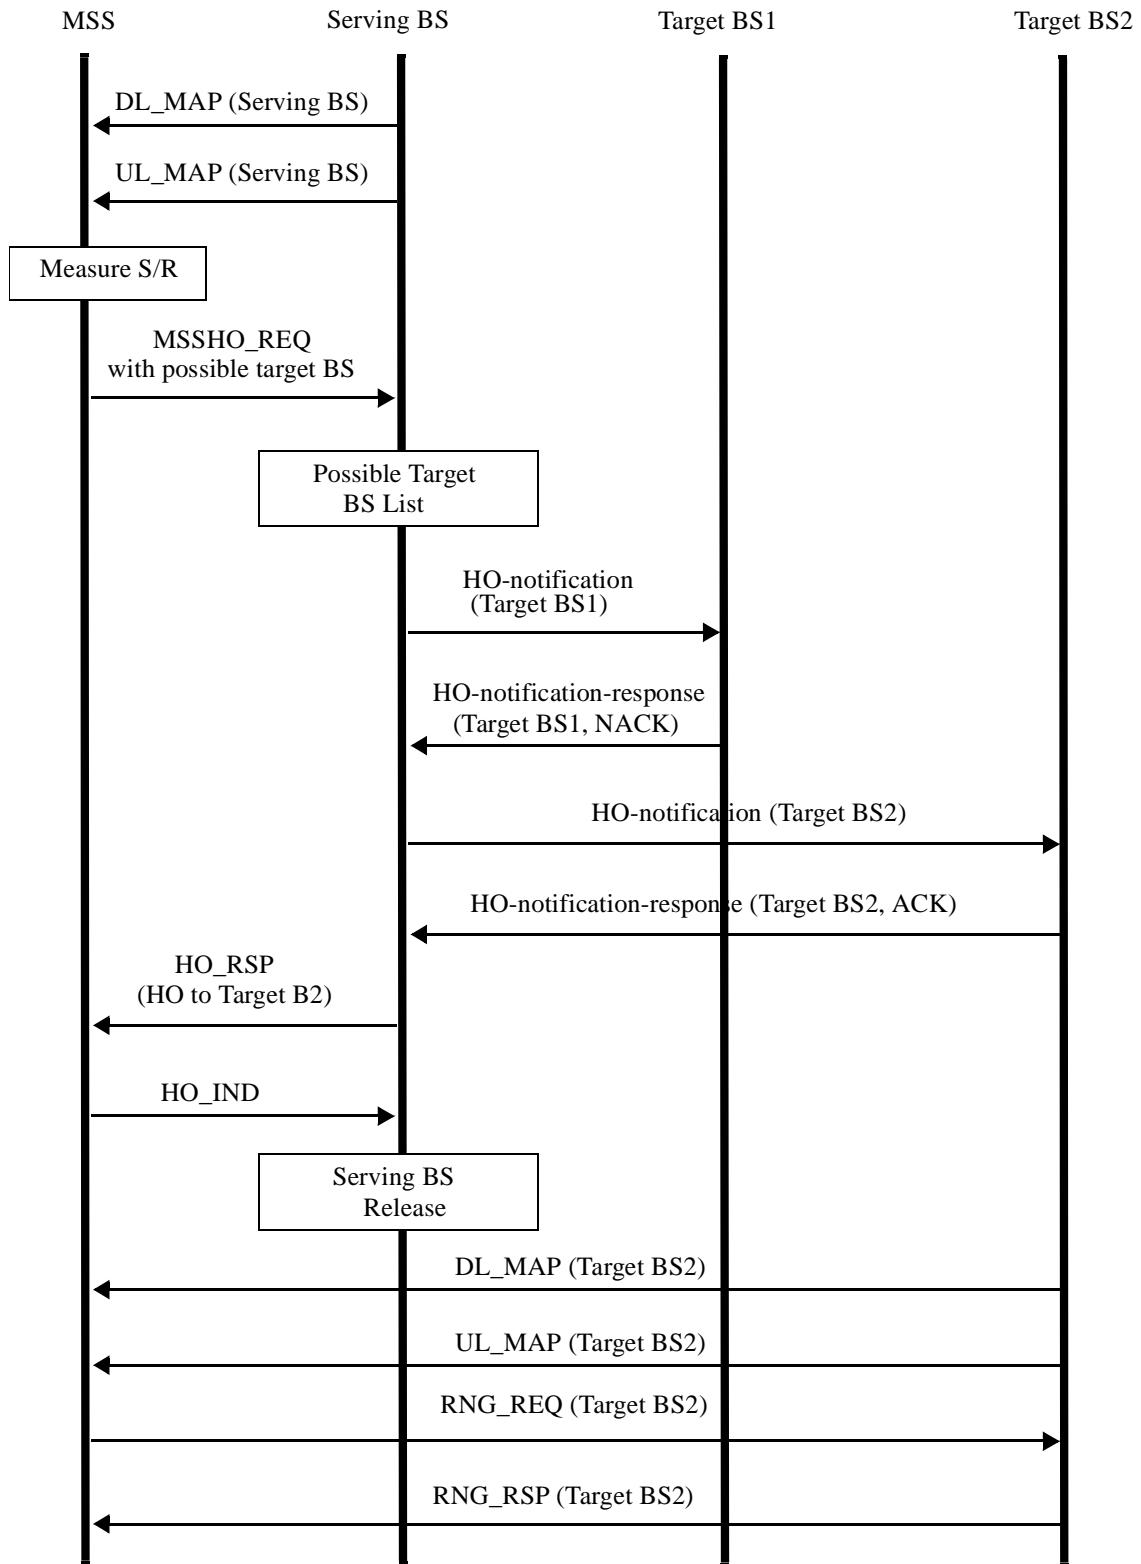 MSS
Serving BS
Target BS1
Target BS2
DL_MAP (Serving BS)
UL_MAP (Serving BS)
Measure S/R
MSSHO_REQ
with possible target BS
Possible Target
BS List
HO-notification
(Target BS1)
HO-notification-response
(Target BS1, NACK)
HO-notification (Target BS2)
HO-notification-response (Target BS2, ACK)
HO_RSP
(HO to Target B2)
HO_IND
Serving BS
Release
DL_MAP (Target BS2)
UL_MAP (Target BS2)
RNG_REQ (Target BS2)
RNG_RSP (Target BS2)